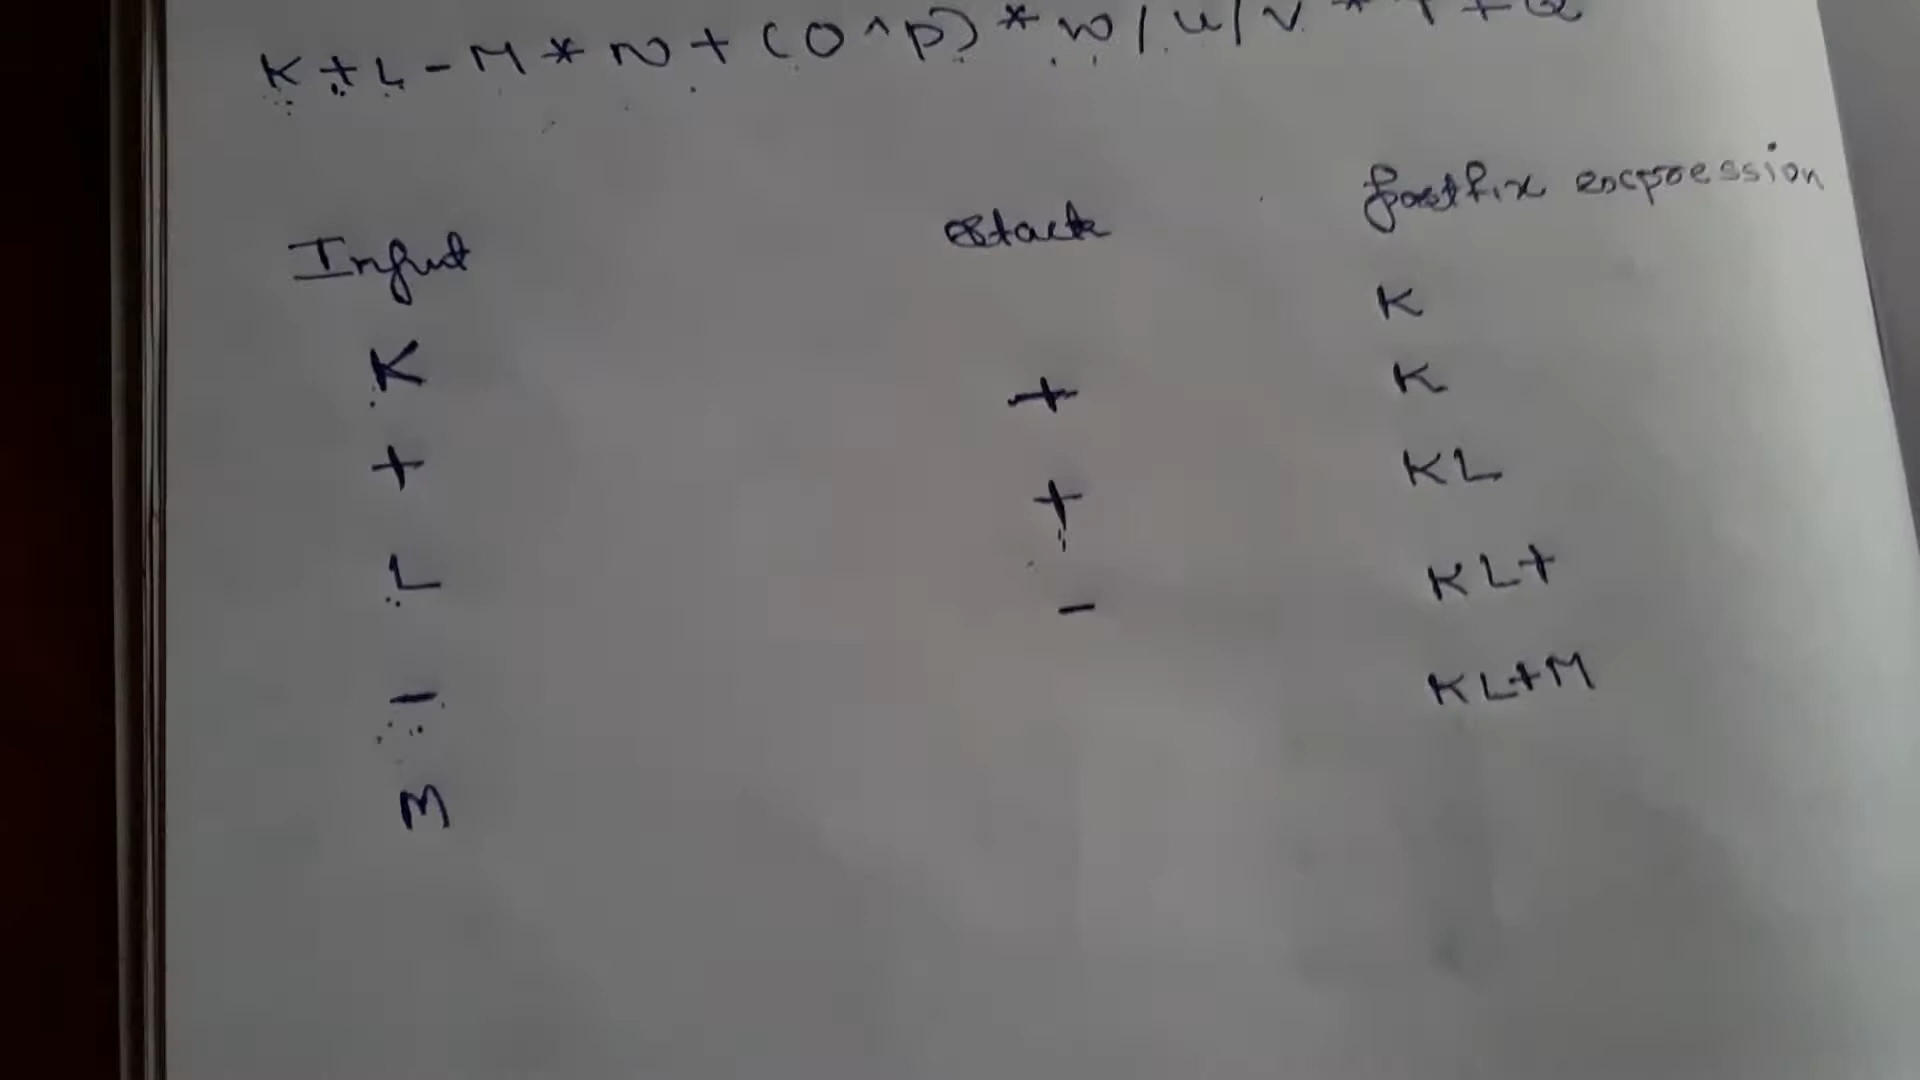 K + L - M * N + (O ^ P) * W / U / V * T + Q
Input stack postfix expression
K K
+ + K
L + KL
- - KL+
M KL+M